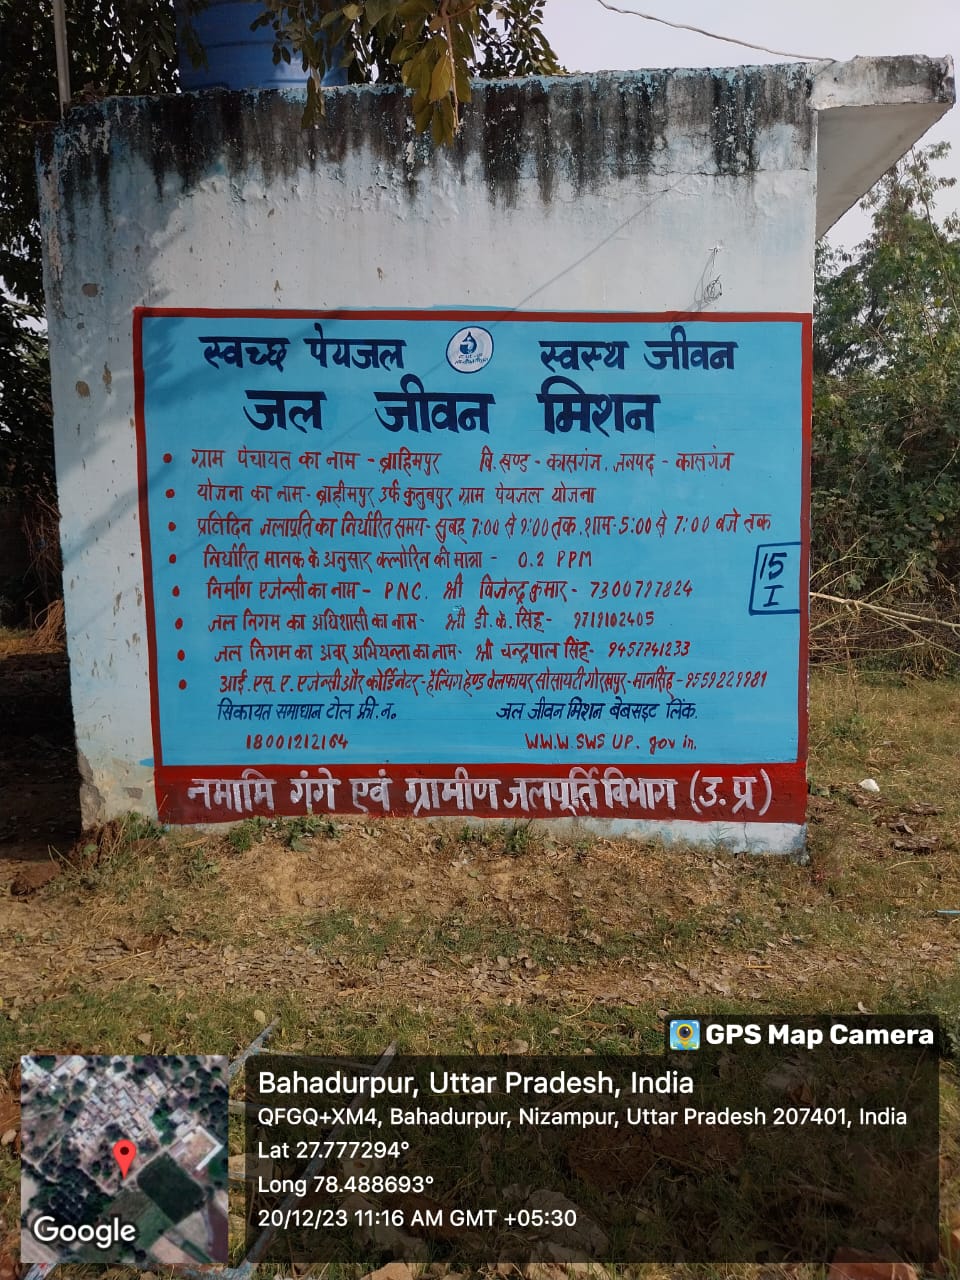 स्वच्छ पेयजल स्वस्थ जीवन
जल जीवन मिशन
• ग्राम पंचायत का नाम - ब्राहिमपुर वि.खण्ड - कासगंज, जनपद - कासगंज
• योजना का नाम- ब्राहीमपुर उर्फ कुतुबपुर ग्राम पेयजल योजना
• प्रतिदिन जलाप्रति का निर्धारित समय- सुबह 7:00 से 9:00 तक. शाम- 5:00 से 7:00 बजे तक
• निर्धारित मानक के अनुसार क्लोरिन की मात्रा - 0.2 PPM
• निर्माण एजेन्सी का नाम - PNC. श्री विजेन्द्र कुमार - 7300797824
• जल निगम का अधिशासी का नाम- श्री डी. के. सिंह- 9719102405
• जल निगम का अवर अभियन्ता का नाम- श्री चन्द्रपाल सिंह- 9457741233
• आई. एस. ए. एजेन्सी और कोर्डिनेटर- हैल्पिंग हेण्ड वेलफायर सोसायटी गोरखपुर- मानसिंह - 9559229981
15
I
सिकायत समाधान टोल फ्री. न. जल जीवन मिशन बेबसइट लिंक.
18001212164 W.W.W. SWS UP. gov in.
नमामि गंगे एवं ग्रामीण जलपूर्ति विभाग (उ. प्र)
GPS Map Camera
Bahadurpur, Uttar Pradesh, India
QFGQ+XM4, Bahadurpur, Nizampur, Uttar Pradesh 207401, India
Lat 27.777294°
Long 78.488693°
20/12/23 11:16 AM GMT +05:30
Google